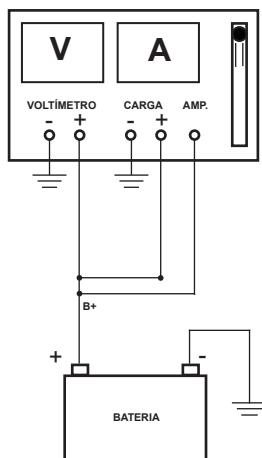 V A
VOLTÍMETRO CARGA AMP.
- + - +
B+
+ -
BATERIA